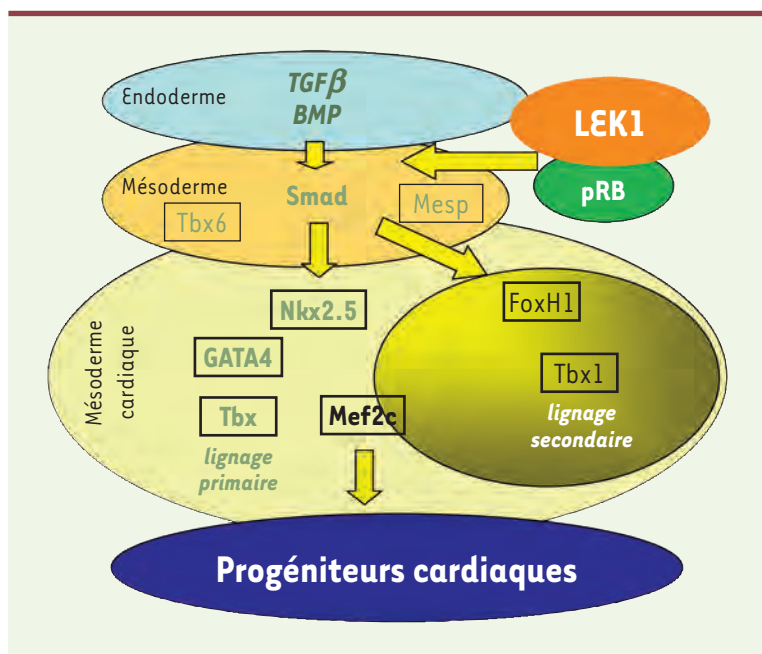 Endoderme
TGFβ
BMP
LEK1
pRB
Mésoderme
Tbx6
Smad
Mesp
Mésoderme
cardiaque
Nkx2.5
GATA4
Tbx
lignage
primaire
Mef2c
FoxH1
Tbx1
lignage
secondaire
Progéniteurs cardiaques